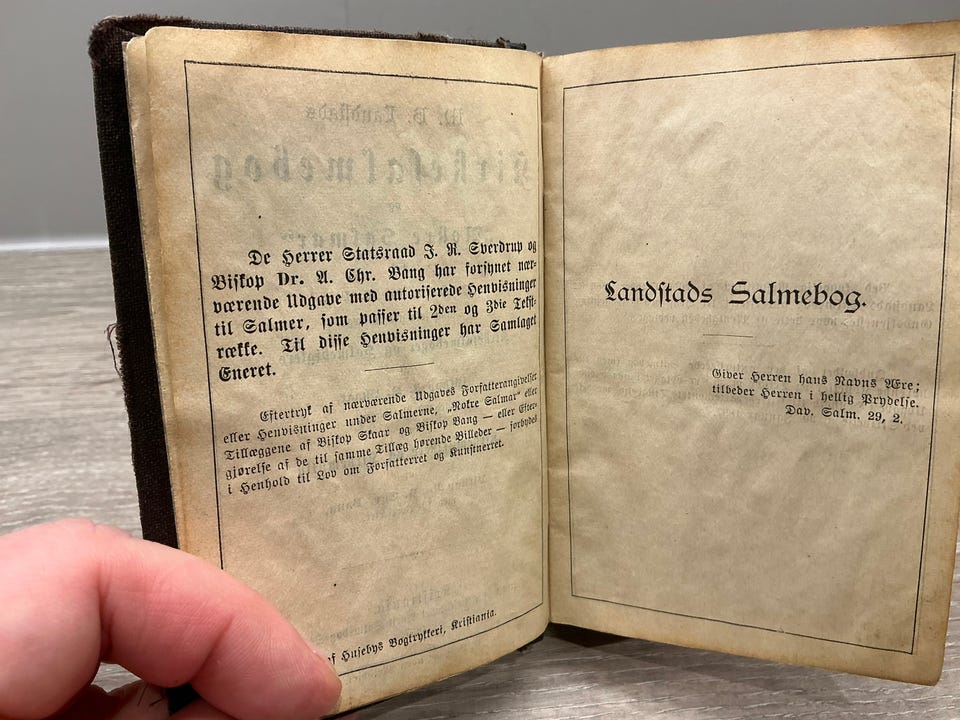 De Herrer Statsraad J. R. Sverdrup og
Biskop Dr. A. Chr. Bang har forsynet nær-
værende Udgave med autoriserede Henvisninger
til Salmer, som passer til 2den og 3die Tekst-
række. Til disse Henvisninger har Samlaget
Eneret.
Eftertryk af nærværende Udgaves Forfatterangivelser
eller Henvisninger under Salmerne, „Nokre Salmar“ eller
Tillæggene af Biskop Skaar og Biskop Bang — eller Efter-
gjørelse af de til samme Tillæg hørende Billeder — forbydes
i Henhold til Lov om Forfatterret og Kunstnerret.
af Husebys Bogtrykkeri, Kristiania.
Landstads Salmebog.
Giver Herren hans Navns Ære;
tilbeder Herren i hellig Prydelse.
Dav. Salm. 29, 2.